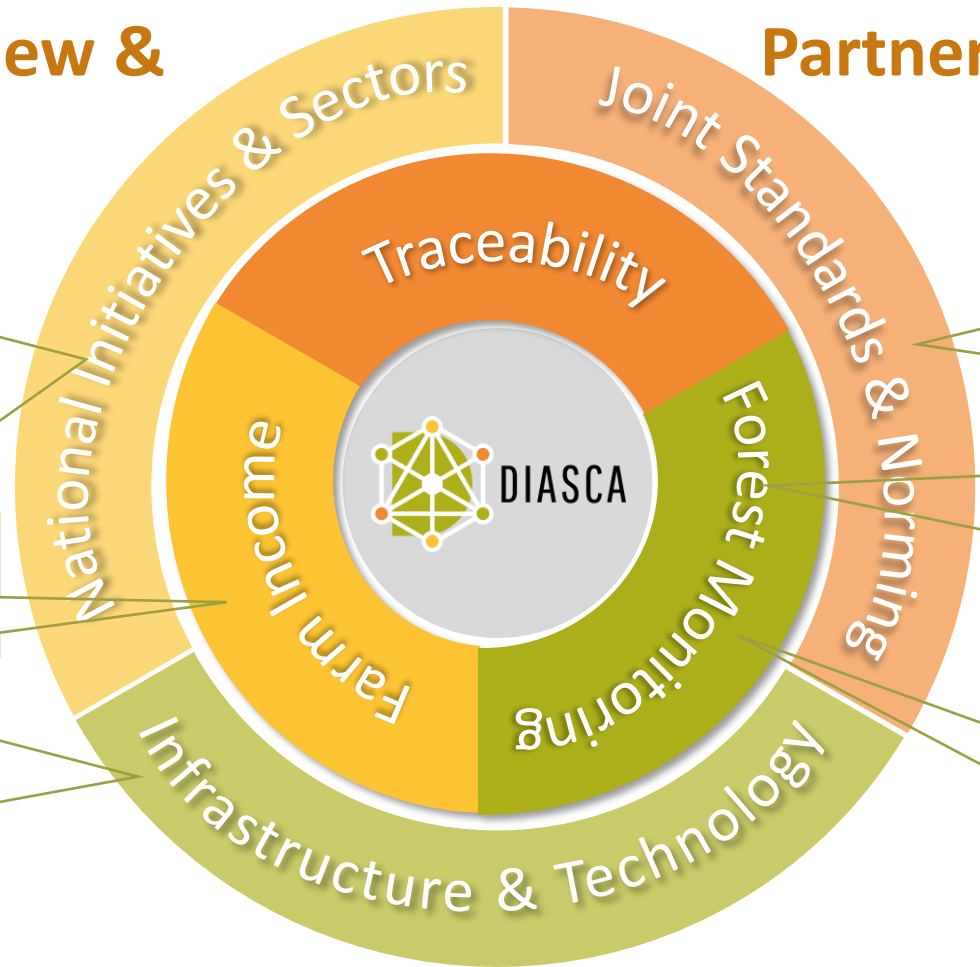 ew &
Partner
National Initiatives & Sectors
Joint Standards & Norming
Traceability
Farm Income
Forest Monitoring
DIASCA
Infrastructure & Technology